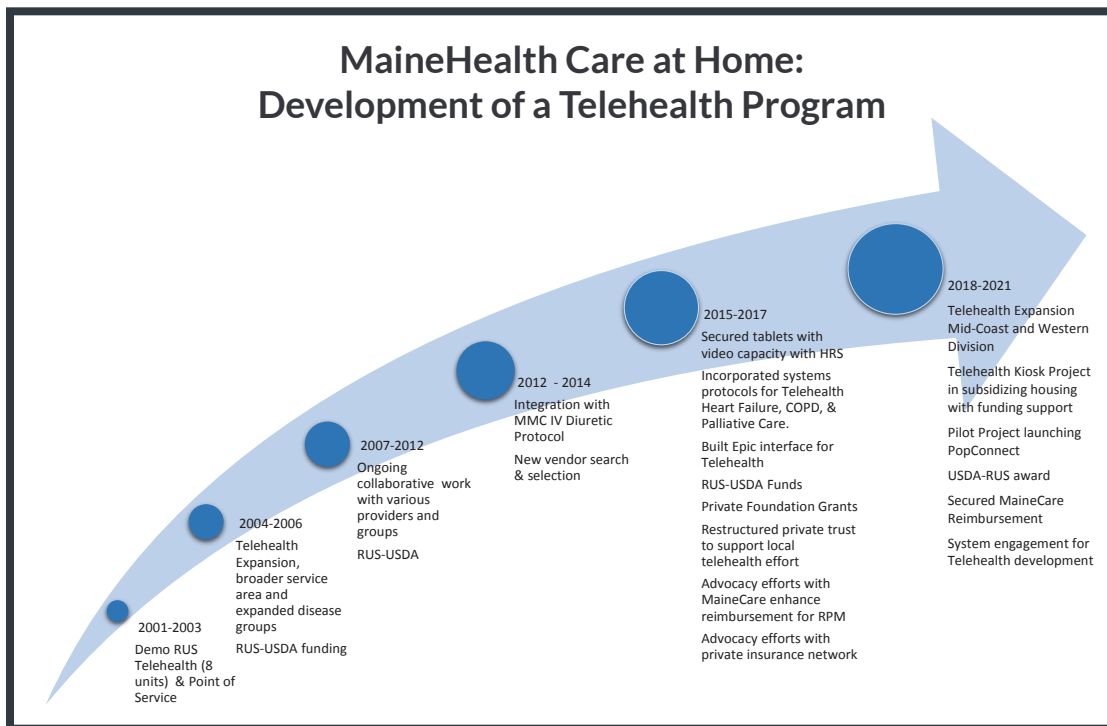 MaineHealth Care at Home:
Development of a Telehealth Program
2001-2003
Demo RUS
Telehealth (8
units) & Point of
Service
2004-2006
Telehealth
Expansion,
broader service
area and
expanded disease
groups
RUS-USDA funding
2007-2012
Ongoing
collaborative work
with various
providers and
groups
RUS-USDA
2012 - 2014
Integration with
MMC IV Diuretic
Protocol
New vendor search
& selection
2015-2017
Secured tablets with
video capacity with HRS
Incorporated systems
protocols for Telehealth
Heart Failure, COPD, &
Palliative Care.
Built Epic interface for
Telehealth
RUS-USDA Funds
Private Foundation Grants
Restructured private trust
to support local
telehealth effort
Advocacy efforts with
MaineCare enhance
reimbursement for RPM
Advocacy efforts with
private insurance network
2018-2021
Telehealth Expansion
Mid-Coast and Western
Division
Telehealth Kiosk Project
in subsidizing housing
with funding support
Pilot Project launching
PopConnect
USDA-RUS award
Secured MaineCare
Reimbursement
System engagement for
Telehealth development